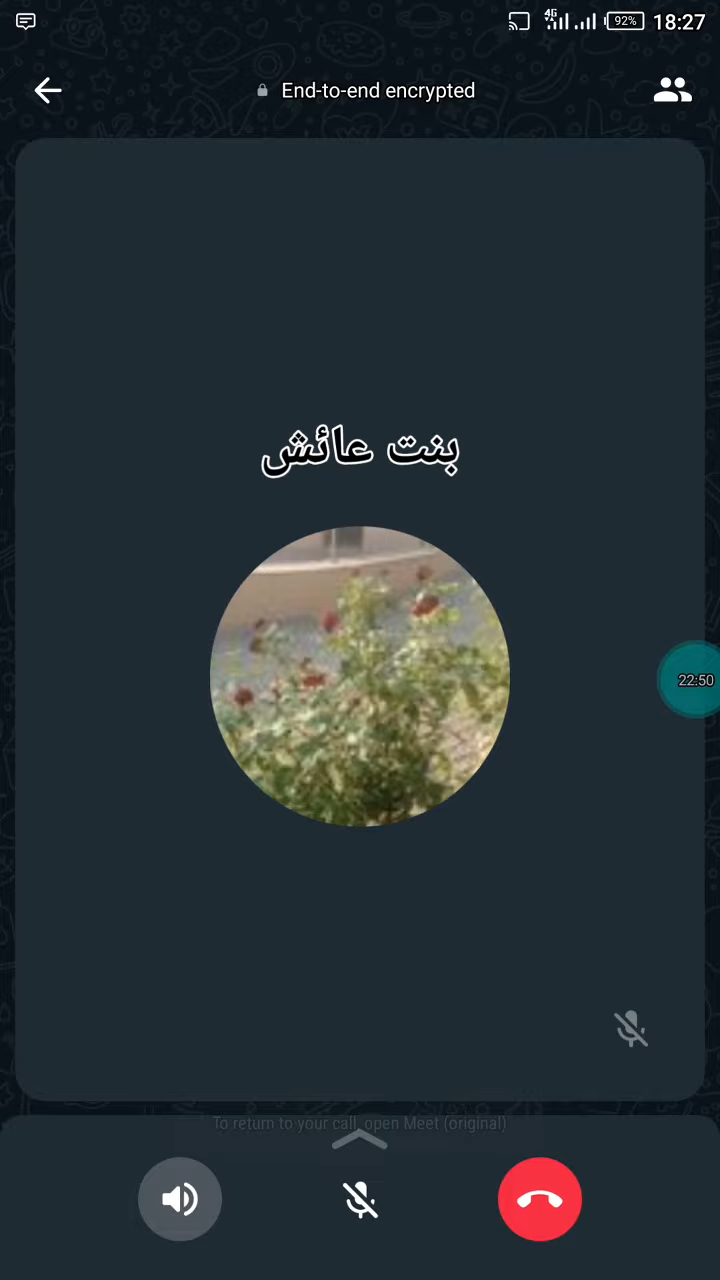 4G 92% 18:27
End-to-end encrypted
بنت عائش
22:50
To return to your call, open Meet (original)